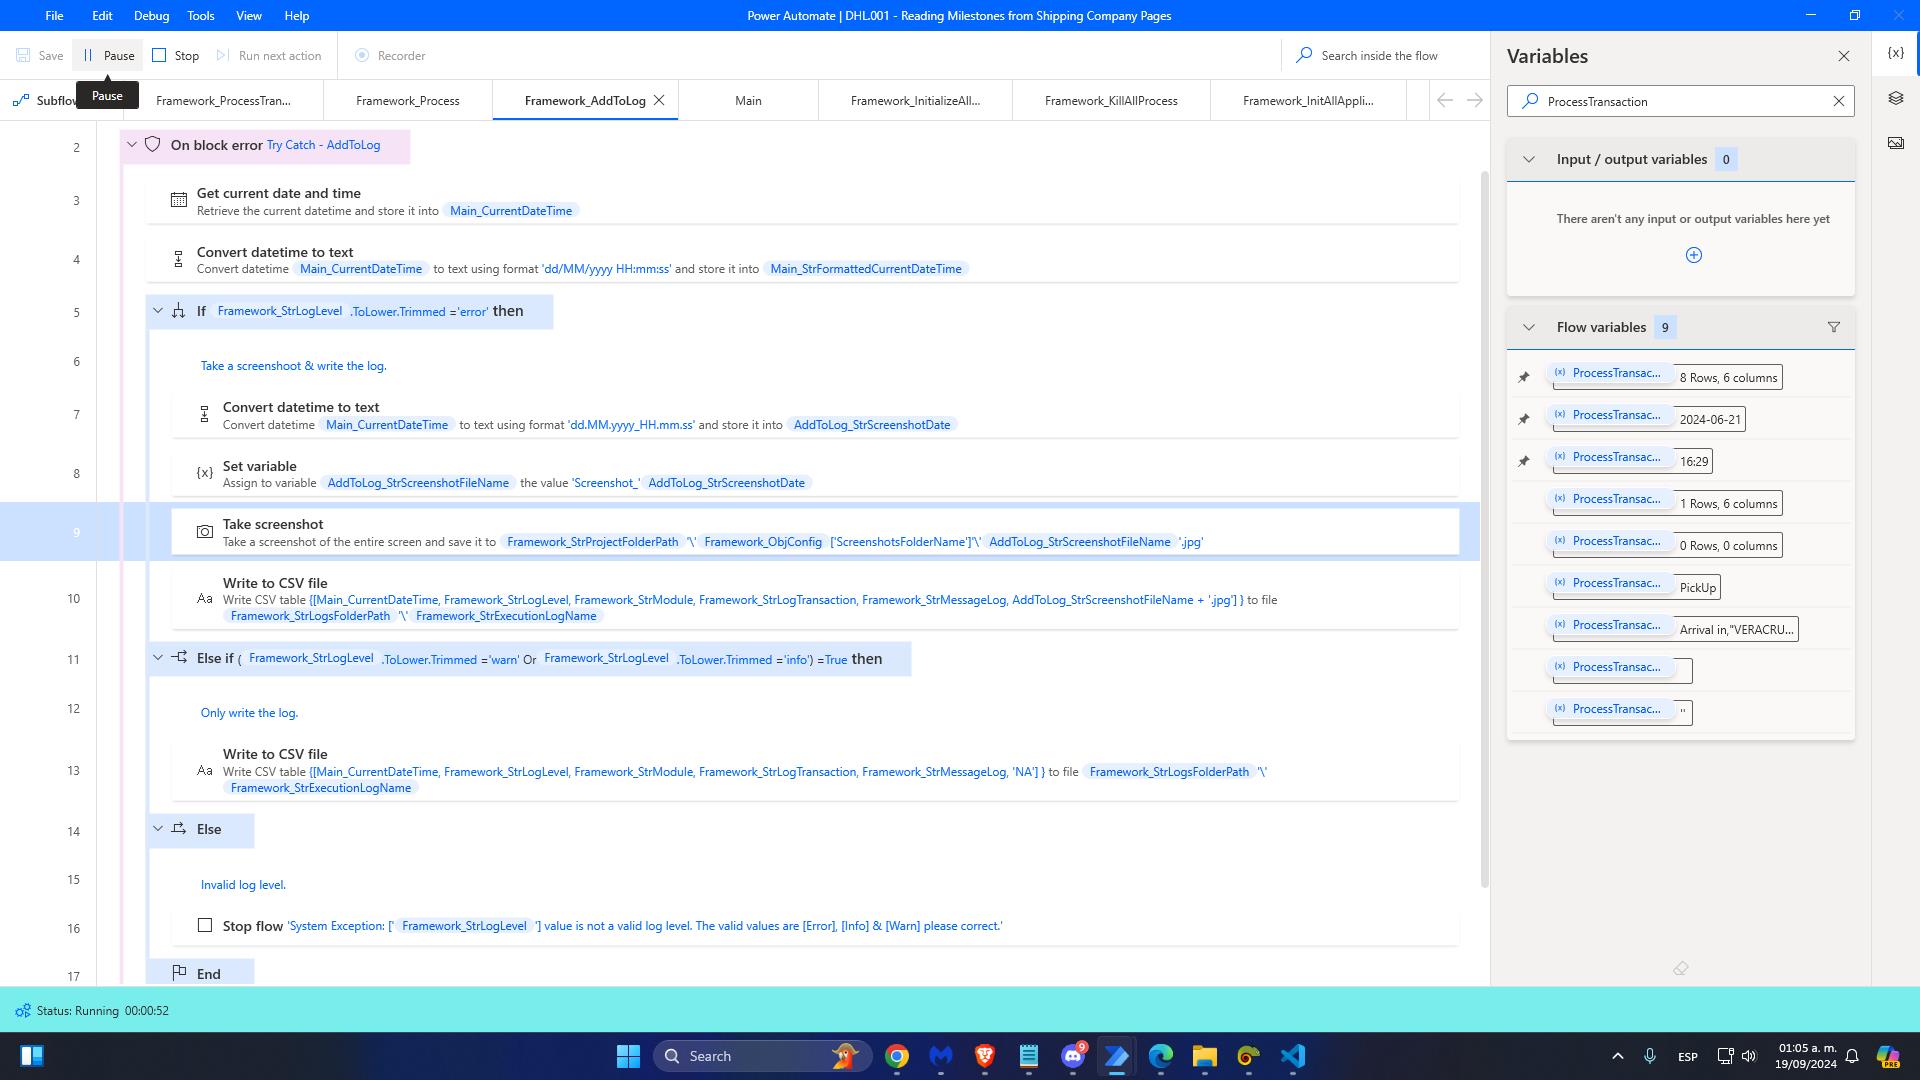 File Edit Debug Tools View Help
Power Automate | DHL.001 - Reading Milestones from Shipping Company Pages
Save Pause Stop Run next action Recorder Search inside the flow
Pause
Subflow Framework_ProcessTran... Framework_Process Framework_AddToLog Main Framework_InitializeAll... Framework_KillAllProcess Framework_InitAllAppli...
2 On block error Try Catch - AddToLog
3 Get current date and time
Retrieve the current datetime and store it into Main_CurrentDateTime
4 Convert datetime to text
Convert datetime Main_CurrentDateTime to text using format 'dd/MM/yyyy HH:mm:ss' and store it into Main_StrFormattedCurrentDateTime
5 If Framework_StrLogLevel .ToLower.Trimmed ='error' then
6 Take a screenshoot & write the log.
7 Convert datetime to text
Convert datetime Main_CurrentDateTime to text using format 'dd.MM.yyyy_HH.mm.ss' and store it into AddToLog_StrScreenshotDate
8 {x} Set variable
Assign to variable AddToLog_StrScreenshotFileName the value 'Screenshot_' AddToLog_StrScreenshotDate
9 Take screenshot
Take a screenshot of the entire screen and save it to Framework_StrProjectFolderPath '\' Framework_ObjConfig ['ScreenshotsFolderName']'\' AddToLog_StrScreenshotFileName '.jpg'
10 Aa Write to CSV file
Write CSV table {[Main_CurrentDateTime, Framework_StrLogLevel, Framework_StrModule, Framework_StrLogTransaction, Framework_StrMessageLog, AddToLog_StrScreenshotFileName + '.jpg'] } to file
Framework_StrLogsFolderPath '\' Framework_StrExecutionLogName
11 Else if ( Framework_StrLogLevel .ToLower.Trimmed ='warn' Or Framework_StrLogLevel .ToLower.Trimmed ='info') =True then
12 Only write the log.
13 Aa Write to CSV file
Write CSV table {[Main_CurrentDateTime, Framework_StrLogLevel, Framework_StrModule, Framework_StrLogTransaction, Framework_StrMessageLog, 'NA'] } to file Framework_StrLogsFolderPath '\'
Framework_StrExecutionLogName
14 Else
15 Invalid log level.
16 Stop flow 'System Exception: [' Framework_StrLogLevel '] value is not a valid log level. The valid values are [Error], [Info] & [Warn] please correct.'
17 End
Variables
{x}
ProcessTransaction
Input / output variables 0
There aren't any input or output variables here yet
Flow variables 9
(x) ProcessTransac... 8 Rows, 6 columns
(x) ProcessTransac... 2024-06-21
(x) ProcessTransac... 16:29
(x) ProcessTransac... 1 Rows, 6 columns
(x) ProcessTransac... 0 Rows, 0 columns
(x) ProcessTransac... PickUp
(x) ProcessTransac... Arrival in,"VERACRU...
(x) ProcessTransac...
(x) ProcessTransac... "
Status: Running 00:00:52
Search 9 ESP 01:05 a. m.
19/09/2024
PRE